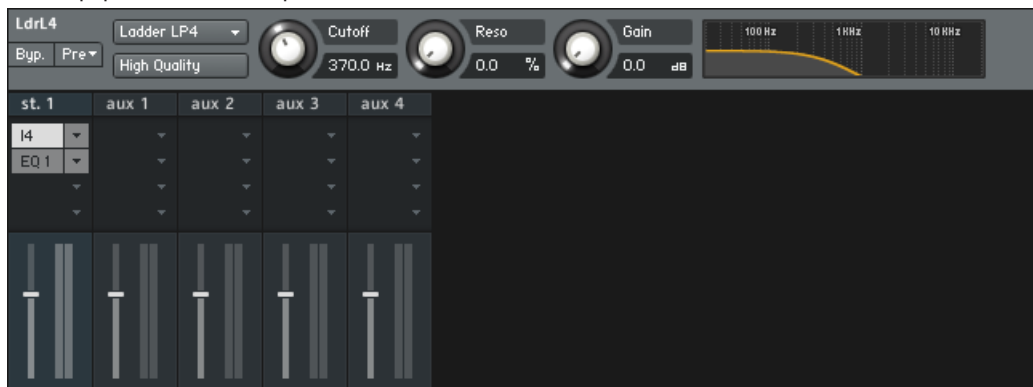 LdrL4 Ladder LP4 Cutoff Reso Gain 100 Hz 1 KHz 10 KHz
Byp. Pre High Quality 370.0 Hz 0.0 % 0.0 dB
st. 1 aux 1 aux 2 aux 3 aux 4
I4
EQ 1